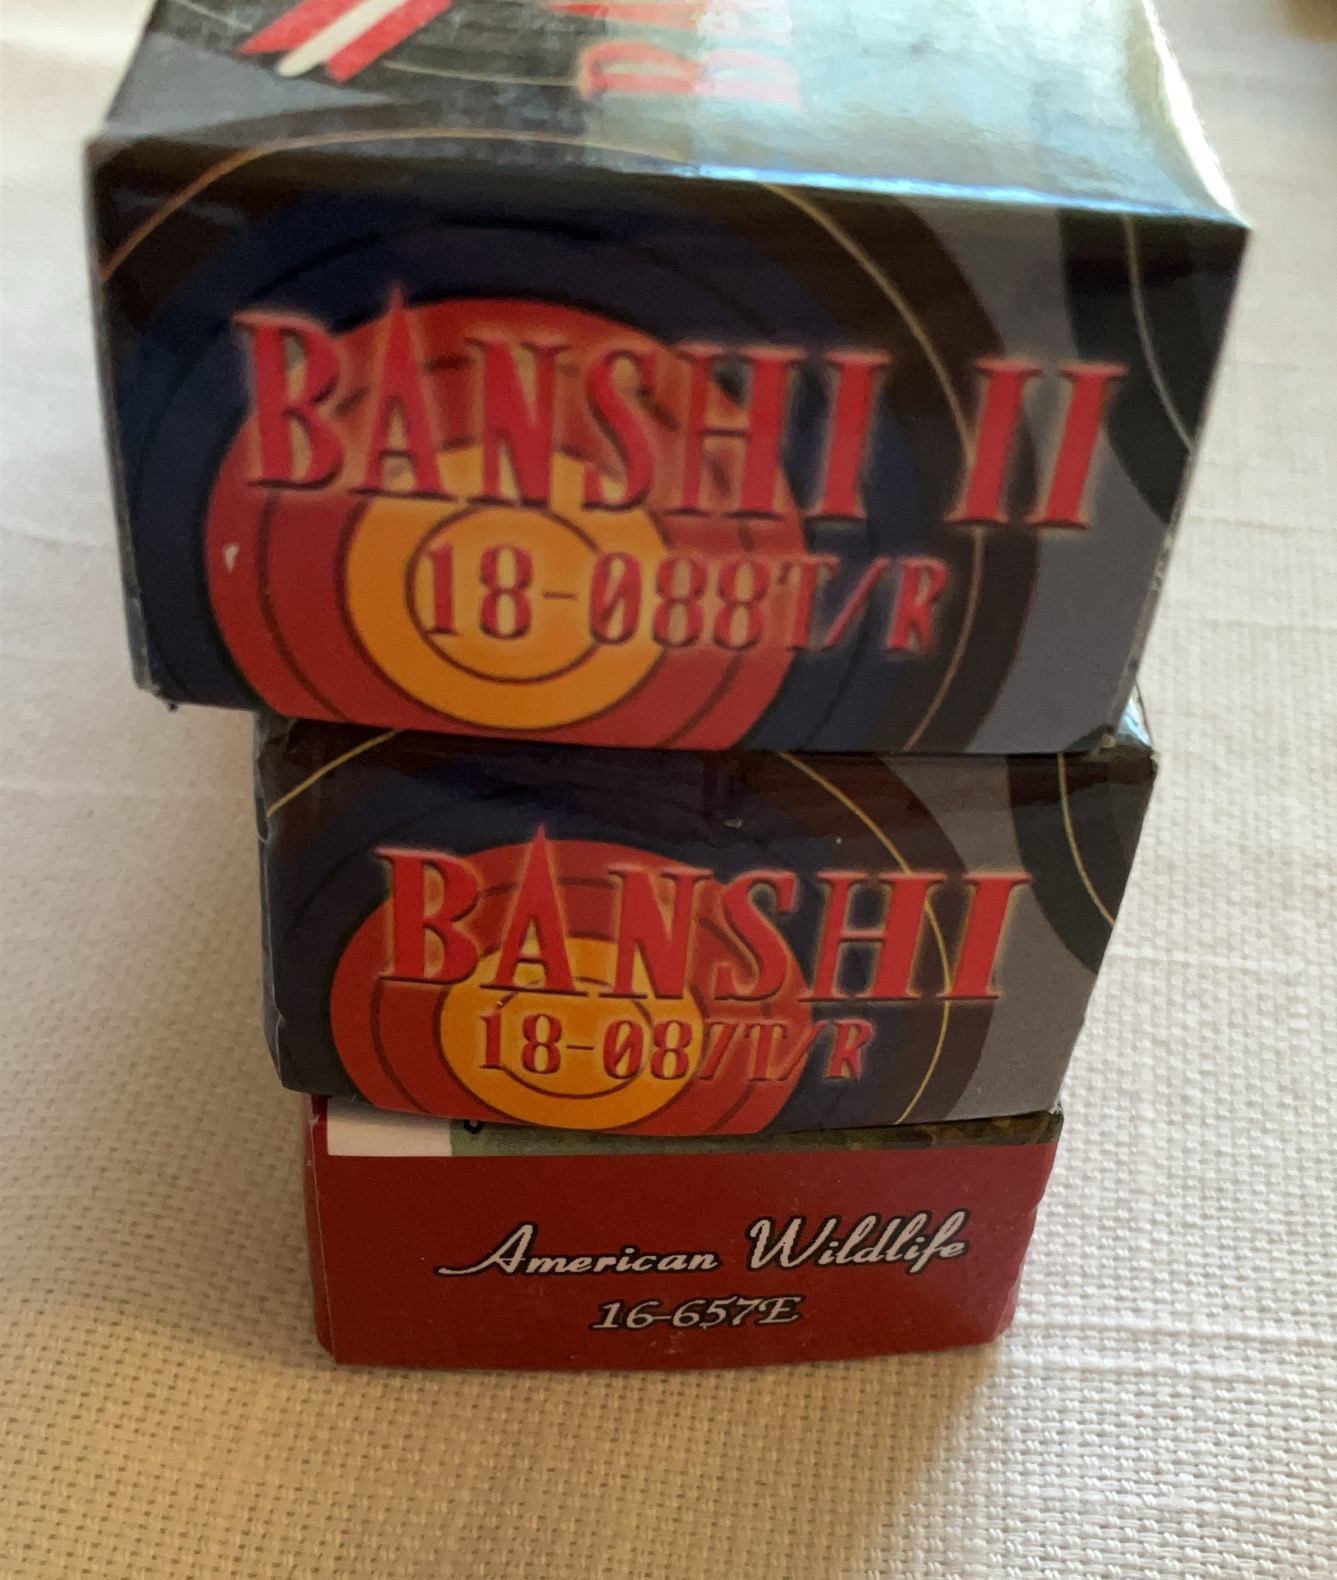 BANSHI II
18-088T/R
BANSHI
18-087T/R
American Wildlife
16-657E